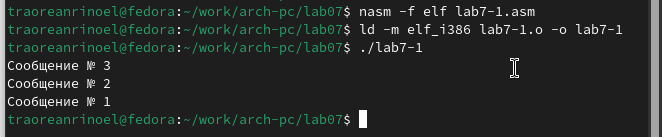 traoreanrinoel@fedora:~/work/arch-pc/lab07$ nasm -f elf lab7-1.asm
traoreanrinoel@fedora:~/work/arch-pc/lab07$ ld -m elf_i386 lab7-1.o -o lab7-1
traoreanrinoel@fedora:~/work/arch-pc/lab07$ ./lab7-1
Сообщение № 3
Сообщение № 2
Сообщение № 1
traoreanrinoel@fedora:~/work/arch-pc/lab07$